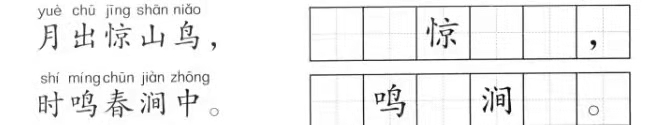 yuè chū jīng shān niǎo
月出惊山鸟， 惊 ，
shí míng chūn jiàn zhōng
时鸣春涧中。 鸣 涧 。